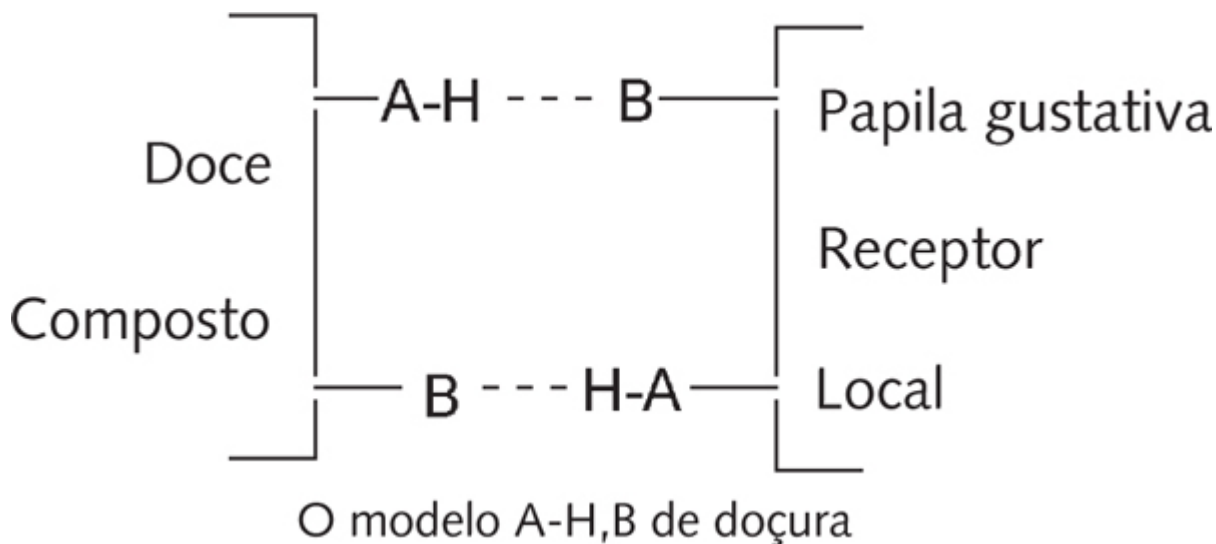 A-H - - - B
Papila gustativa
Doce
Receptor
Composto
B - - - H-A
Local
O modelo A-H,B de doçura